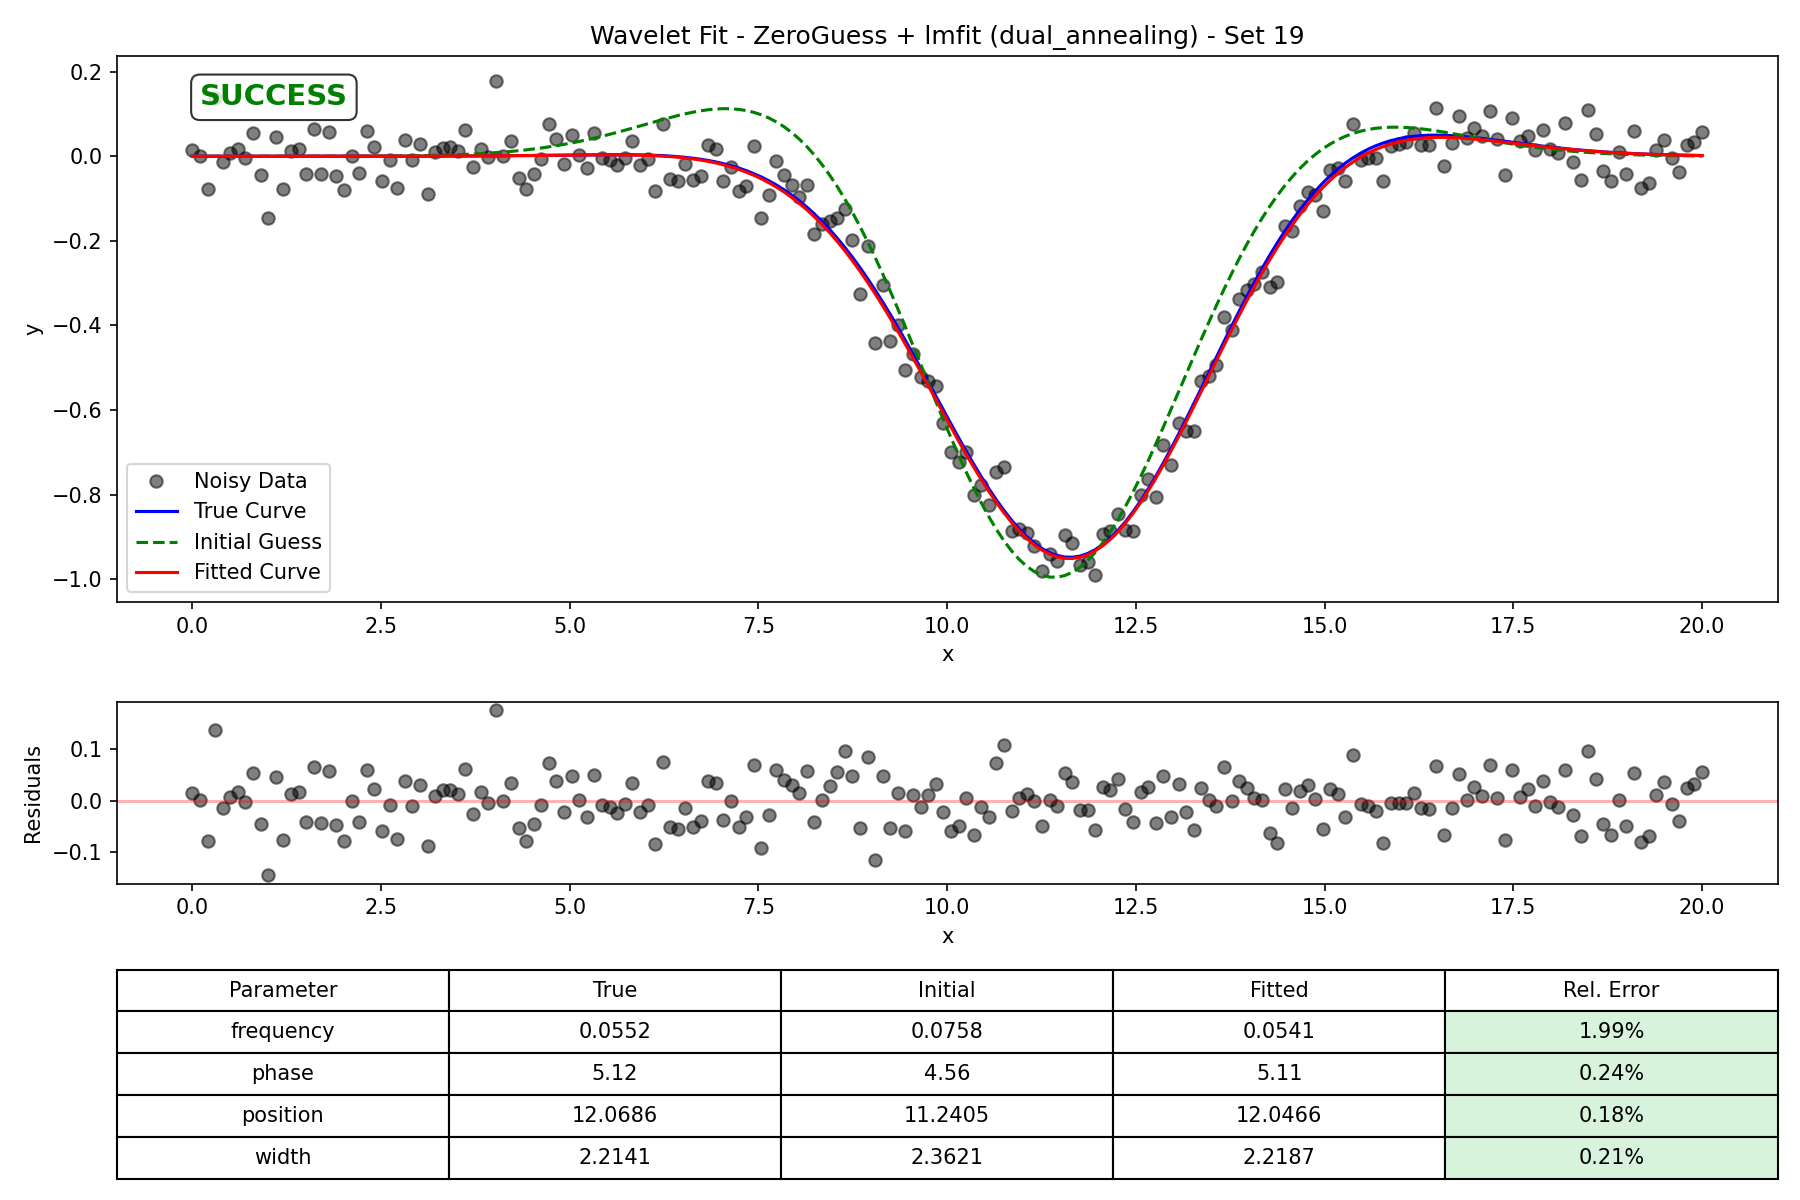 Wavelet Fit - ZeroGuess + lmfit (dual_annealing) - Set 19
SUCCESS
0.2
0.0
−0.2
−0.4
−0.6
−0.8
−1.0
y
Noisy Data
True Curve
Initial Guess
Fitted Curve
0.0 2.5 5.0 7.5 10.0 12.5 15.0 17.5 20.0
x
0.1
0.0
−0.1
Residuals
0.0 2.5 5.0 7.5 10.0 12.5 15.0 17.5 20.0
x
Parameter True Initial Fitted Rel. Error
frequency 0.0552 0.0758 0.0541 1.99%
phase 5.12 4.56 5.11 0.24%
position 12.0686 11.2405 12.0466 0.18%
width 2.2141 2.3621 2.2187 0.21%